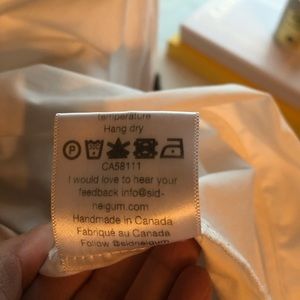 temperature
Hang dry
CA58111
I would love to hear your
feedback info@sid-
neigum.com
Handmade in Canada
Fabriqué au Canada
Follow @sidneigum